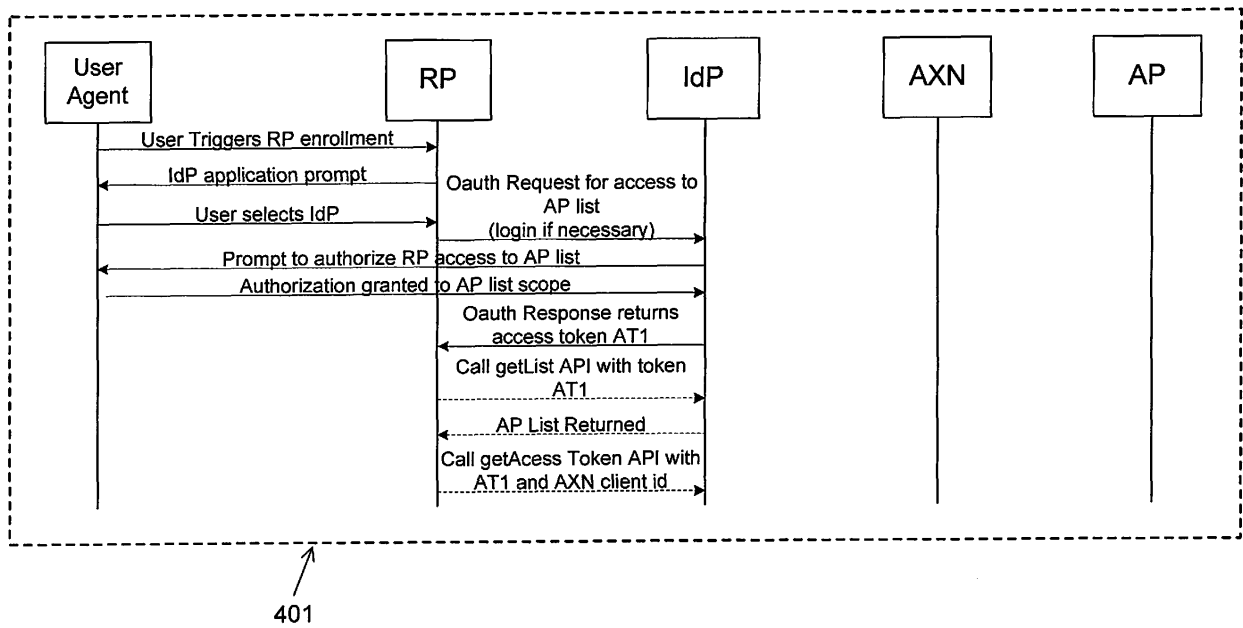 User
Agent
RP
IdP
AXN
AP
User Triggers RP enrollment
IdP application prompt
Oauth Request for access to
AP list
(login if necessary)
User selects IdP
Prompt to authorize RP access to AP list
Authorization granted to AP list scope
Oauth Response returns
access token AT1
Call getList API with token
AT1
AP List Returned
Call getAcess Token API with
AT1 and AXN client id
401